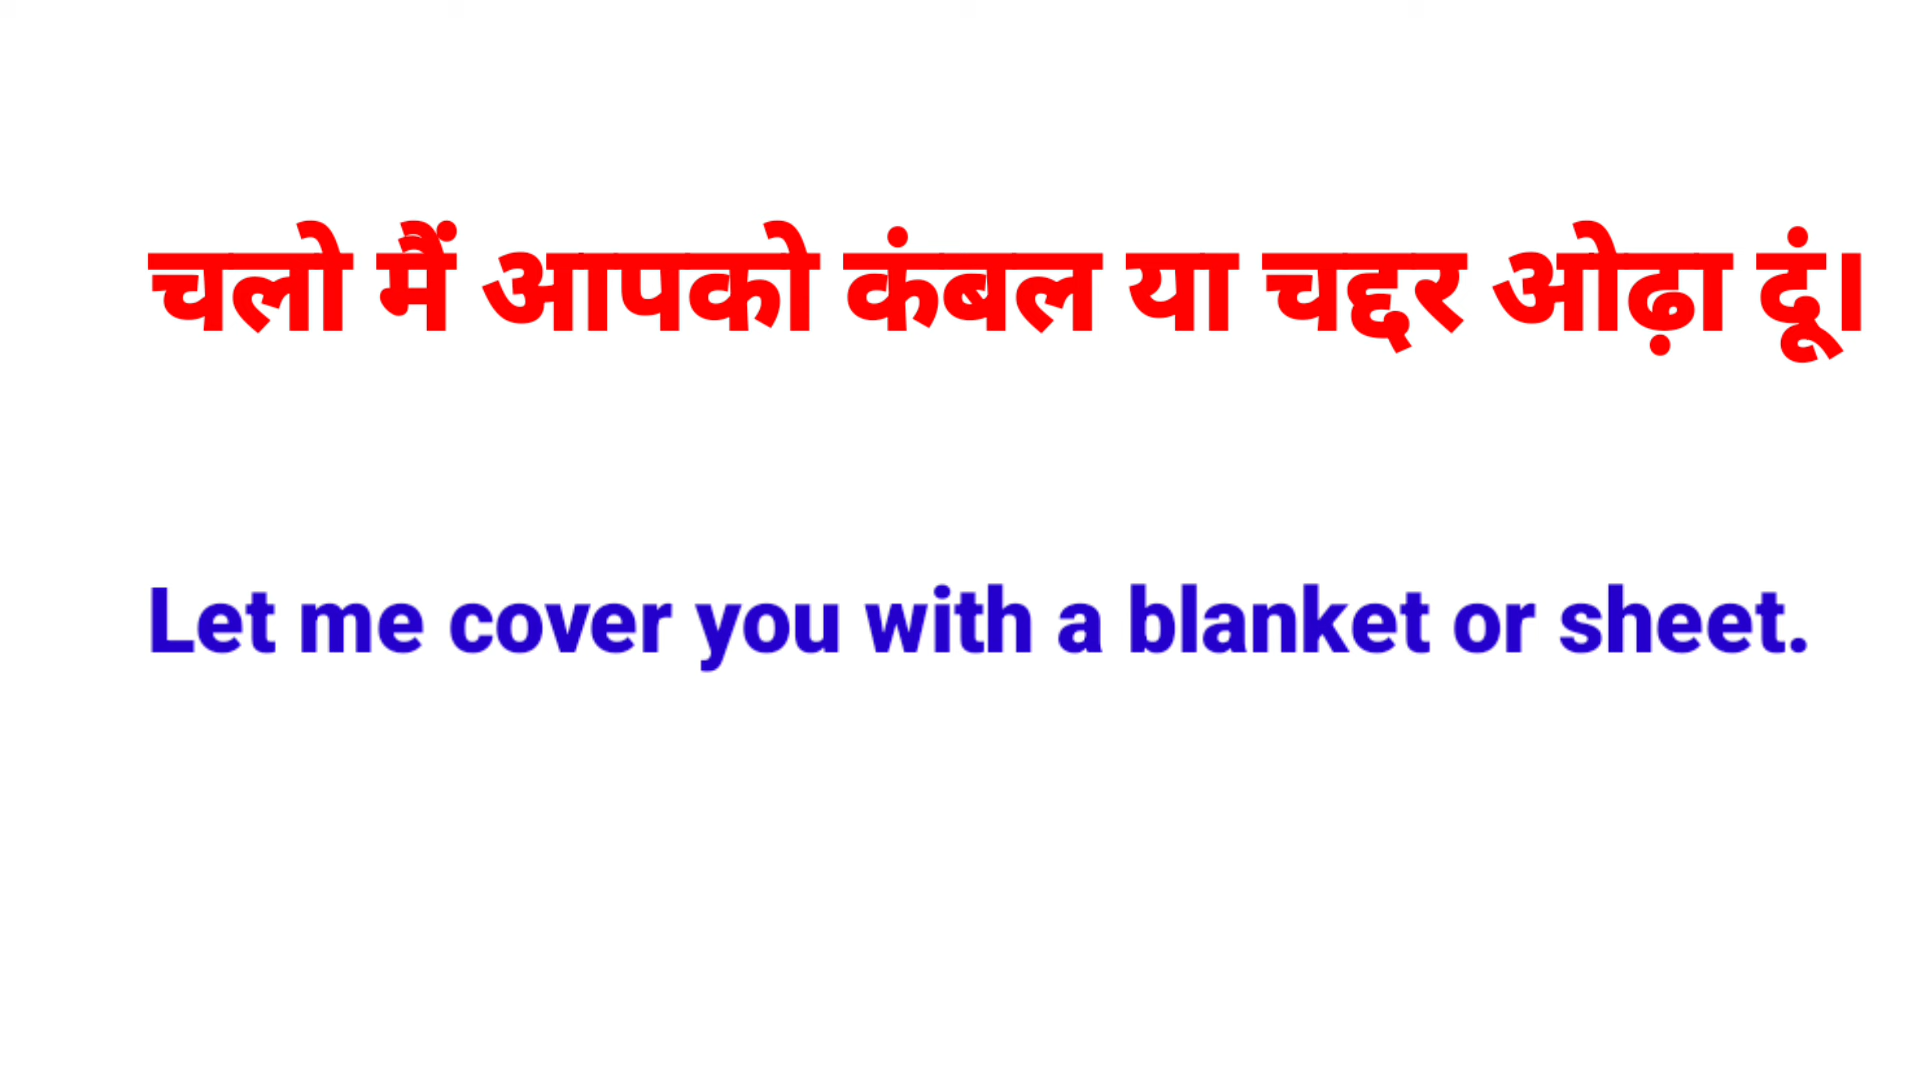 चलो मैं आपको कंबल या चद्दर ओढ़ा दूं।
Let me cover you with a blanket or sheet.